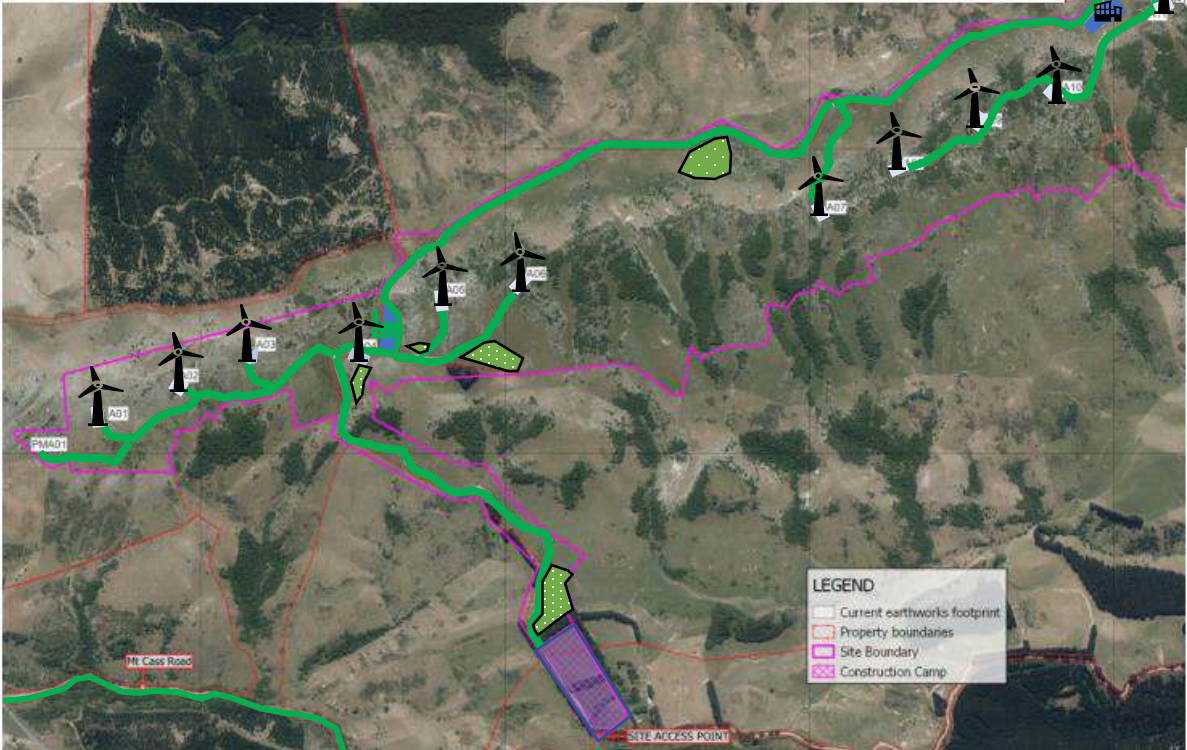 A10
A07
A06
A05
A03
A02
A01
PMA01
LEGEND
Current earthworks footprint
Property boundaries
Site Boundary
Construction Camp
Mt Cass Road
SITE ACCESS POINT